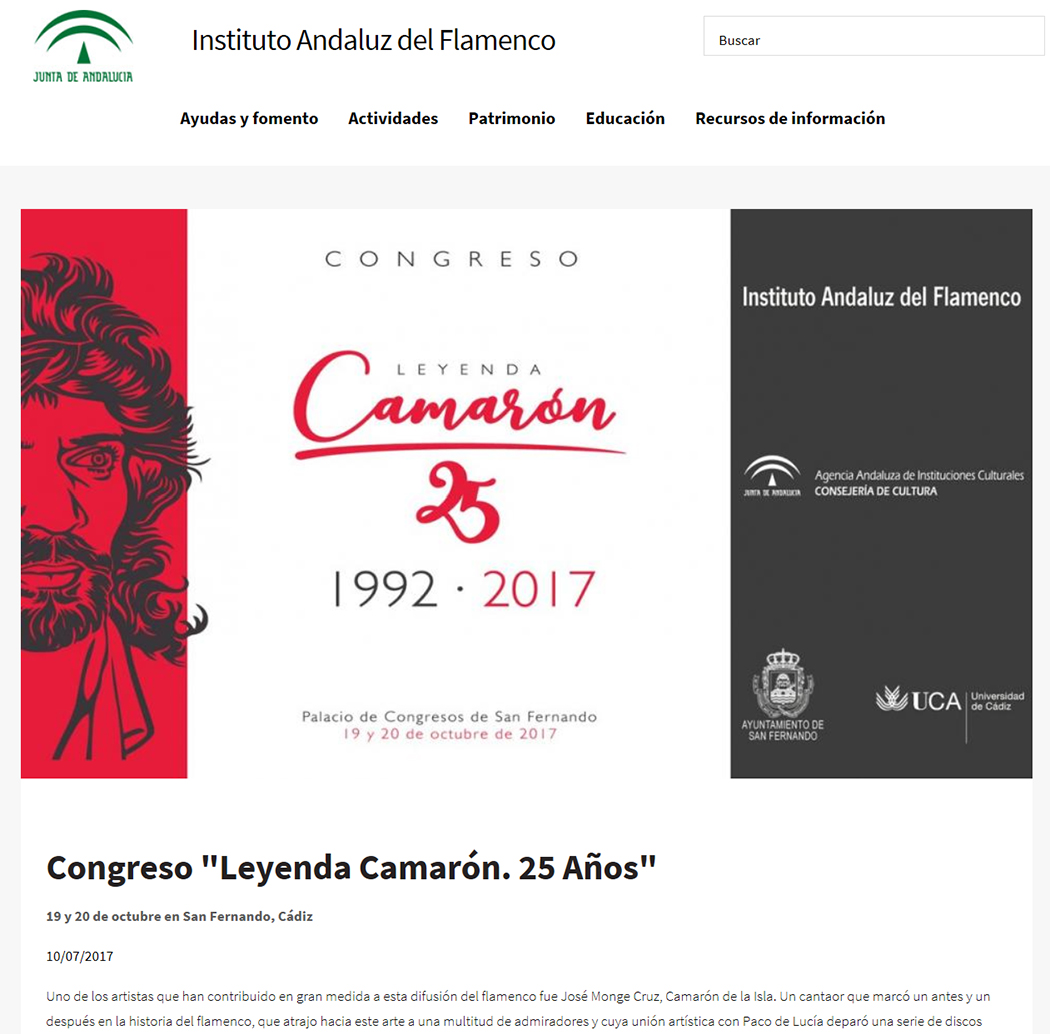 JUNTA DE ANDALUCIA
Instituto Andaluz del Flamenco
Buscar
Ayudas y fomento Actividades Patrimonio Educación Recursos de información
CONGRESO
LEYENDA
Camarón
25
1992 · 2017
Palacio de Congresos de San Fernando
19 y 20 de octubre de 2017
Instituto Andaluz del Flamenco
JUNTA DE ANDALUCIA
Agencia Andaluza de Instituciones Culturales
CONSEJERÍA DE CULTURA
AYUNTAMIENTO DE
SAN FERNANDO
UCA
Universidad
de Cádiz
Congreso "Leyenda Camarón. 25 Años"
19 y 20 de octubre en San Fernando, Cádiz
10/07/2017
Uno de los artistas que han contribuido en gran medida a esta difusión del flamenco fue José Monge Cruz, Camarón de la Isla. Un cantaor que marcó un antes y un
después en la historia del flamenco, que atrajo hacia este arte a una multitud de admiradores y cuya unión artística con Paco de Lucía deparó una serie de discos